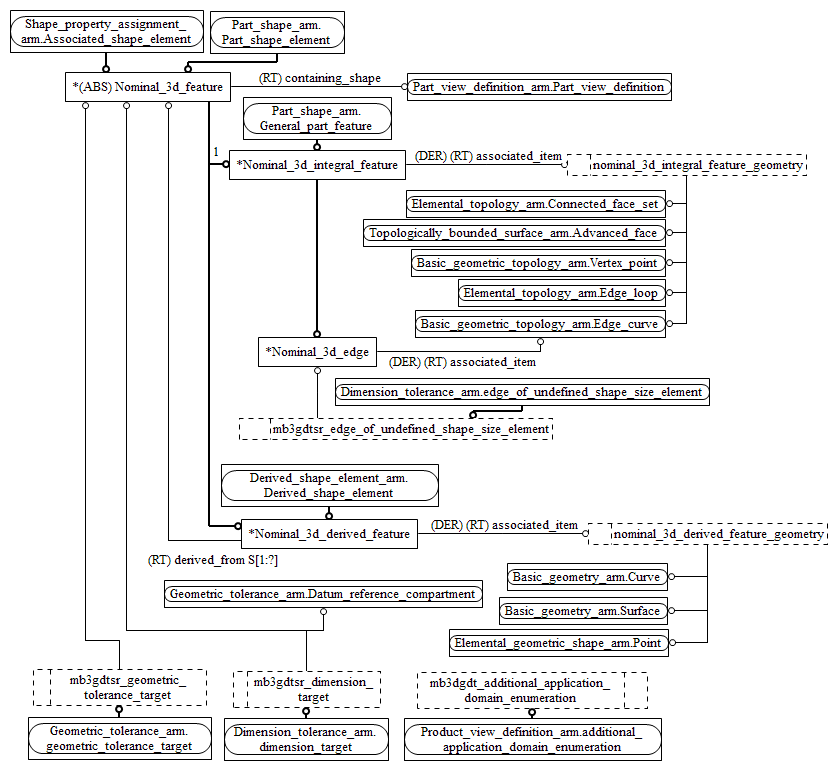 Shape_property_assignment_
arm.Associated_shape_element
Part_shape_arm.
Part_shape_element
*(ABS) Nominal_3d_feature
(RT) containing_shape
Part_view_definition_arm.Part_view_definition
Part_shape_arm.
General_part_feature
1
*Nominal_3d_integral_feature
(DER) (RT) associated_item
nominal_3d_integral_feature_geometry
Elemental_topology_arm.Connected_face_set
Topologically_bounded_surface_arm.Advanced_face
Basic_geometric_topology_arm.Vertex_point
Elemental_topology_arm.Edge_loop
Basic_geometric_topology_arm.Edge_curve
*Nominal_3d_edge
(DER) (RT) associated_item
Dimension_tolerance_arm.edge_of_undefined_shape_size_element
mb3gdtsr_edge_of_undefined_shape_size_element
Derived_shape_element_arm.
Derived_shape_element
*Nominal_3d_derived_feature
(DER) (RT) associated_item
nominal_3d_derived_feature_geometry
(RT) derived_from S[1:?]
Basic_geometry_arm.Curve
Geometric_tolerance_arm.Datum_reference_compartment
Basic_geometry_arm.Surface
Elemental_geometric_shape_arm.Point
mb3gdtsr_geometric_
tolerance_target
mb3gdtsr_dimension_
target
mb3dgdt_additional_application_
domain_enumeration
Geometric_tolerance_arm.
geometric_tolerance_target
Dimension_tolerance_arm.
dimension_target
Product_view_definition_arm.additional_
application_domain_enumeration